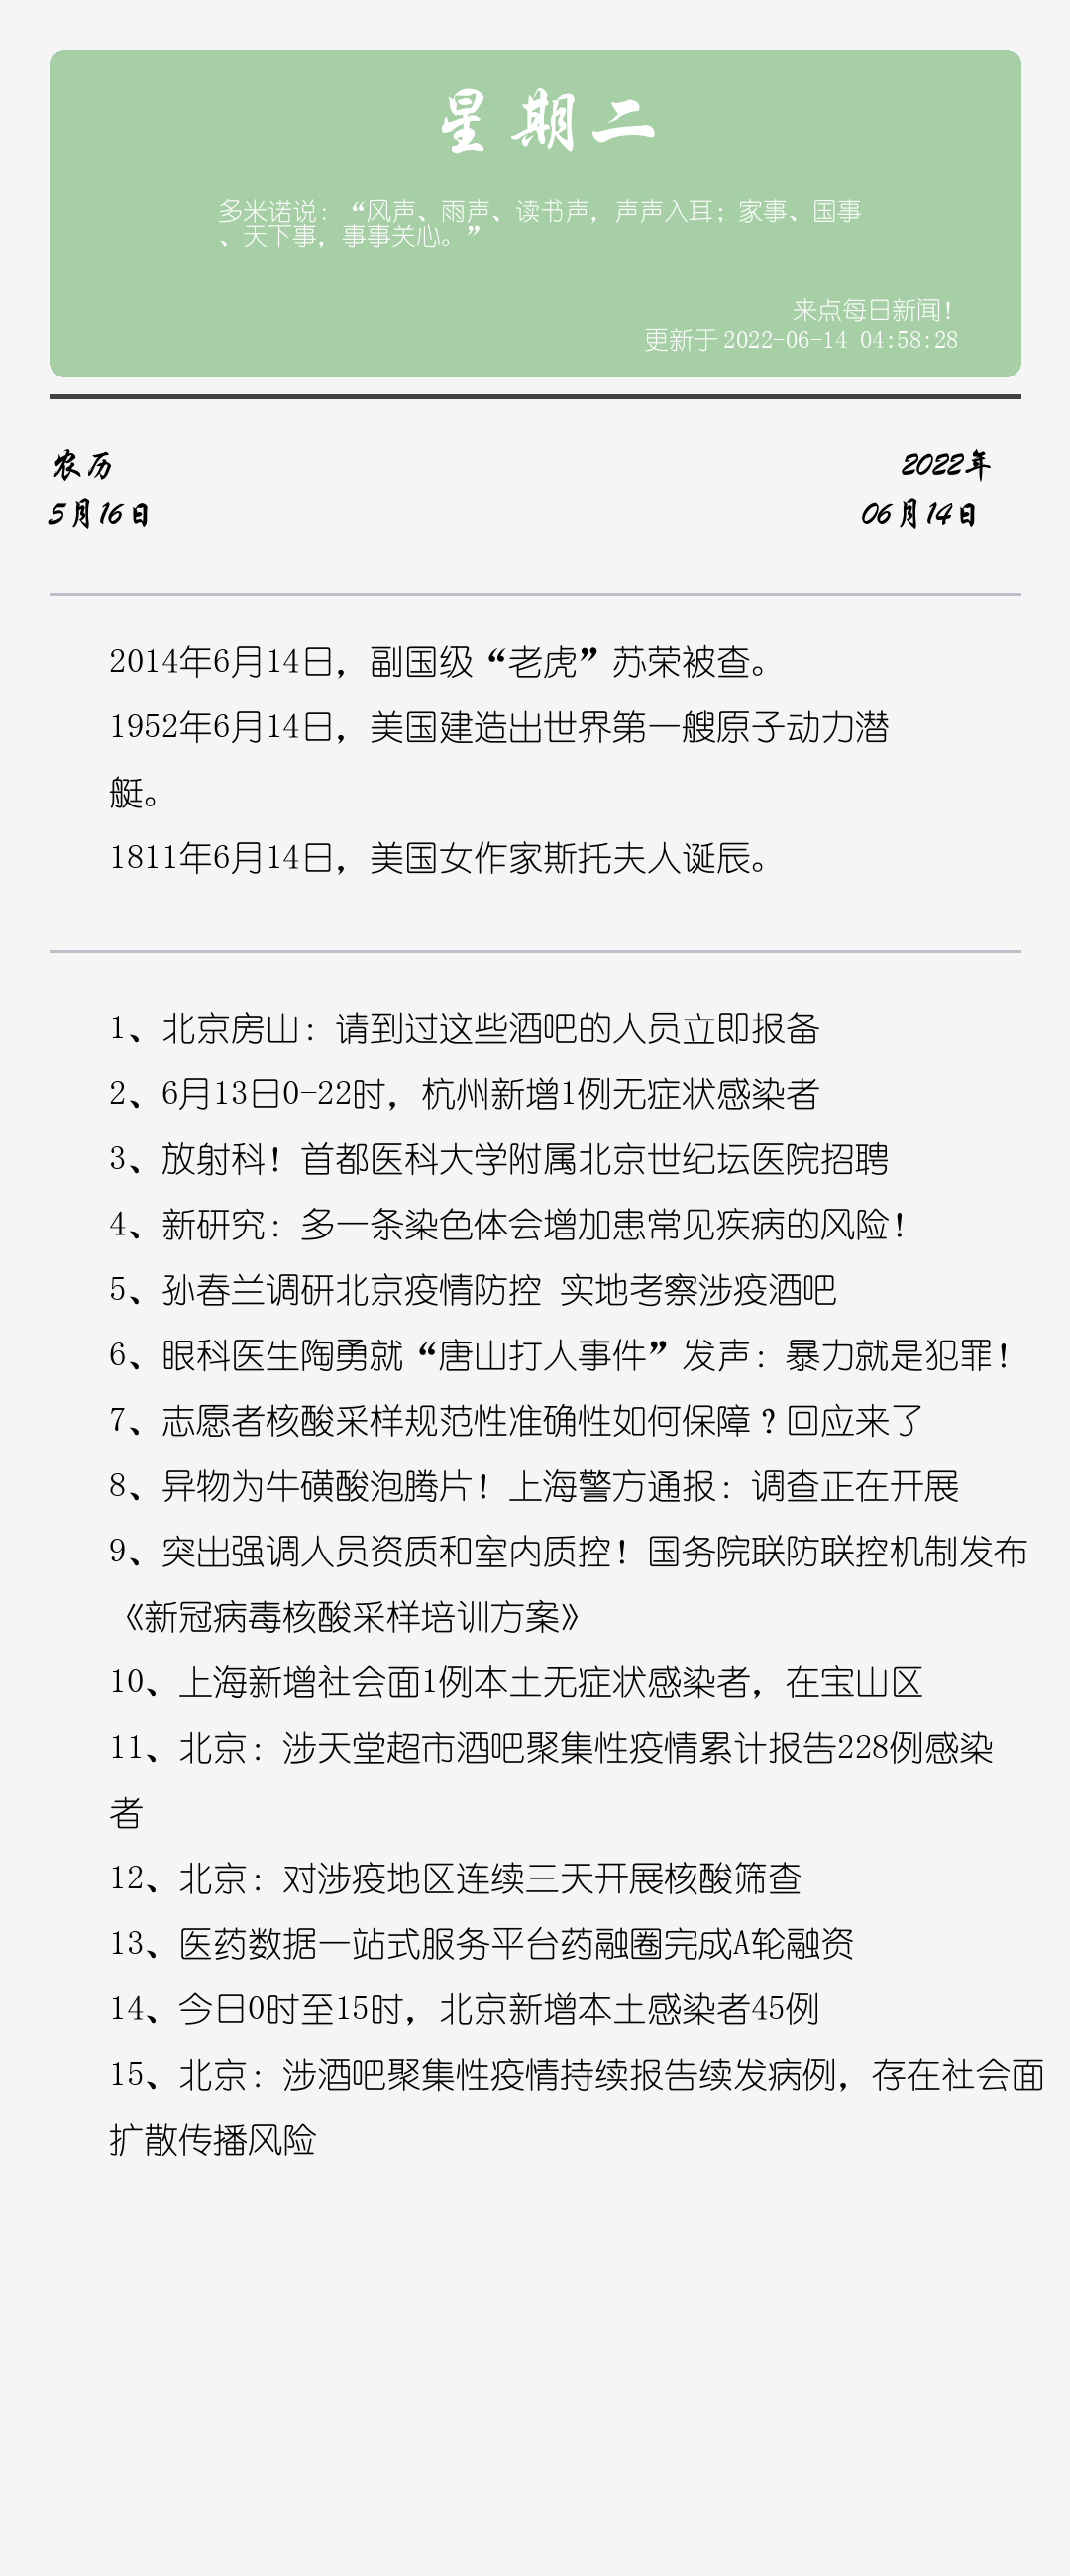 星期二
多米诺说：“风声、雨声、读书声，声声入耳；家事、国事
、天下事，事事关心。”
来点每日新闻！
更新于 2022-06-14 04:58:28
农历
2022年
5月16日
06月14日
2014年6月14日，副国级“老虎”苏荣被查。
1952年6月14日，美国建造出世界第一艘原子动力潜
艇。
1811年6月14日，美国女作家斯托夫人诞辰。
1、北京房山：请到过这些酒吧的人员立即报备
2、6月13日0-22时，杭州新增1例无症状感染者
3、放射科！首都医科大学附属北京世纪坛医院招聘
4、新研究：多一条染色体会增加患常见疾病的风险！
5、孙春兰调研北京疫情防控 实地考察涉疫酒吧
6、眼科医生陶勇就“唐山打人事件”发声：暴力就是犯罪！
7、志愿者核酸采样规范性准确性如何保障？回应来了
8、异物为牛磺酸泡腾片！上海警方通报：调查正在开展
9、突出强调人员资质和室内质控！国务院联防联控机制发布
《新冠病毒核酸采样培训方案》
10、上海新增社会面1例本土无症状感染者，在宝山区
11、北京：涉天堂超市酒吧聚集性疫情累计报告228例感染
者
12、北京：对涉疫地区连续三天开展核酸筛查
13、医药数据一站式服务平台药融圈完成A轮融资
14、今日0时至15时，北京新增本土感染者45例
15、北京：涉酒吧聚集性疫情持续报告续发病例，存在社会面
扩散传播风险